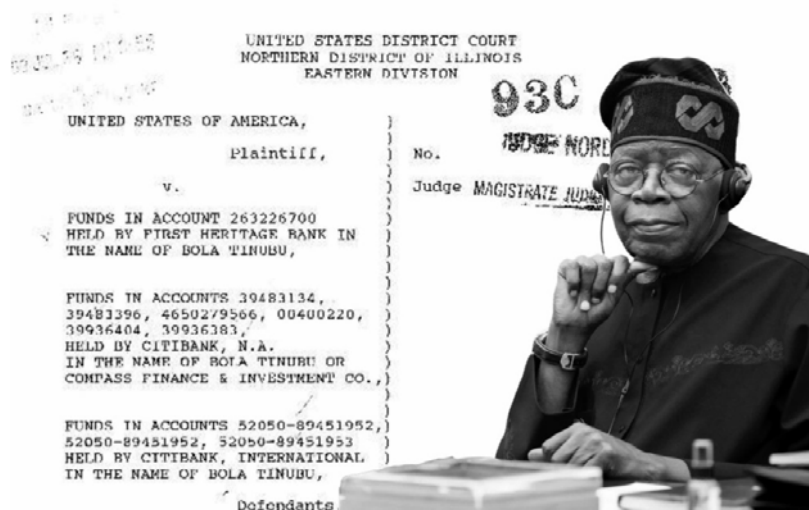 UNITED STATES DISTRICT COURT
NORTHERN DISTRICT OF ILLINOIS
EASTERN DIVISION
93C
UNITED STATES OF AMERICA,
Plaintiff,
No.
JUDGE NORD
v.
Judge MAGISTRATE JUDG
FUNDS IN ACCOUNT 263226700
HELD BY FIRST HERITAGE BANK IN
THE NAME OF BOLA TINUBU,
FUNDS IN ACCOUNTS 39483134,
39483396, 4650279566, 00400220,
39936404, 39936383,
HELD BY CITIBANK, N.A.
IN THE NAME OF BOLA TINUBU OR
COMPASS FINANCE & INVESTMENT CO.,
FUNDS IN ACCOUNTS 52050-89451952,
52050-89451952, 52050-89451953
HELD BY CITIBANK, INTERNATIONAL
IN THE NAME OF BOLA TINUBU,
Defendants